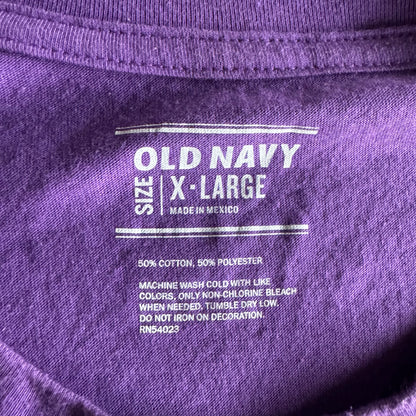 OLD NAVY
SIZE X-LARGE
MADE IN MEXICO
50% COTTON, 50% POLYESTER
MACHINE WASH COLD WITH LIKE
COLORS, ONLY NON-CHLORINE BLEACH
WHEN NEEDED, TUMBLE DRY LOW.
DO NOT IRON ON DECORATION.
RN54023